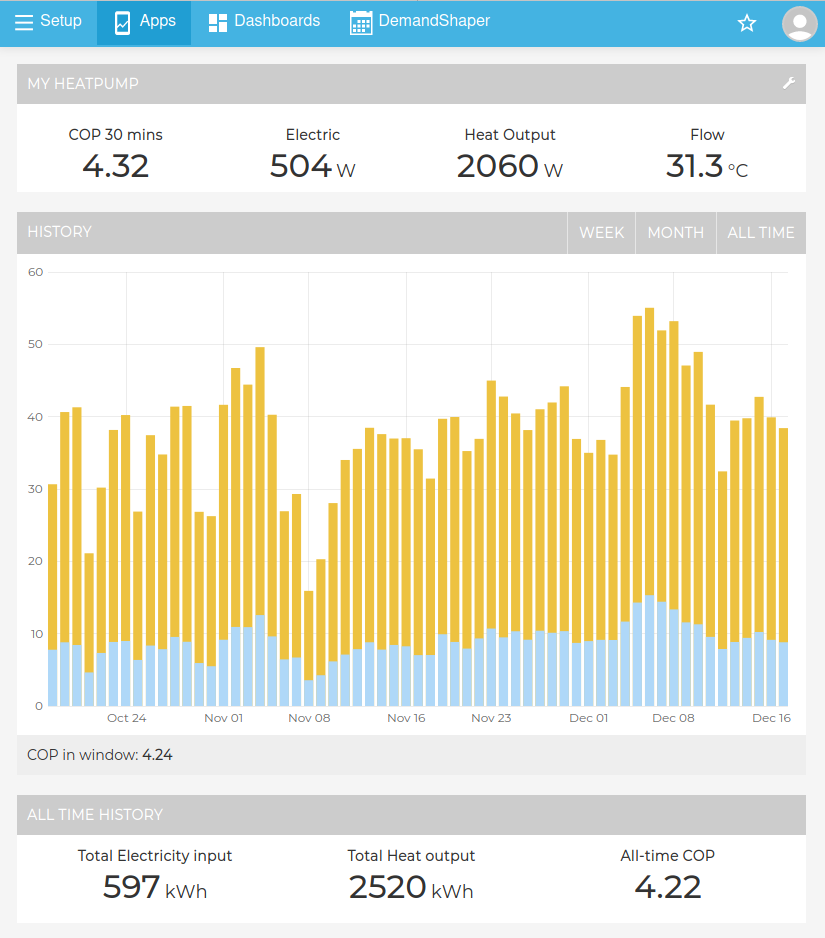 Setup Apps Dashboards DemandShaper
MY HEATPUMP
COP 30 mins Electric Heat Output Flow
4.32 504 W 2060 W 31.3 °C
HISTORY WEEK MONTH ALL TIME
60
50
40
30
20
10
0
Oct 24 Nov 01 Nov 08 Nov 16 Nov 23 Dec 01 Dec 08 Dec 16
COP in window: 4.24
ALL TIME HISTORY
Total Electricity input Total Heat output All-time COP
597 kWh 2520 kWh 4.22